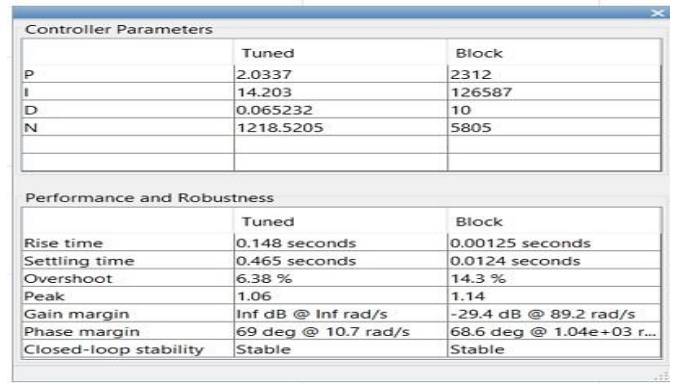 Controller Parameters
Tuned Block
P 2.0337 2312
I 14.203 126587
D 0.065232 10
N 1218.5205 5805
Performance and Robustness
Tuned Block
Rise time 0.148 seconds 0.00125 seconds
Settling time 0.465 seconds 0.0124 seconds
Overshoot 6.38 % 14.3 %
Peak 1.06 1.14
Gain margin Inf dB @ Inf rad/s -29.4 dB @ 89.2 rad/s
Phase margin 69 deg @ 10.7 rad/s 68.6 deg @ 1.04e+03 r...
Closed-loop stability Stable Stable